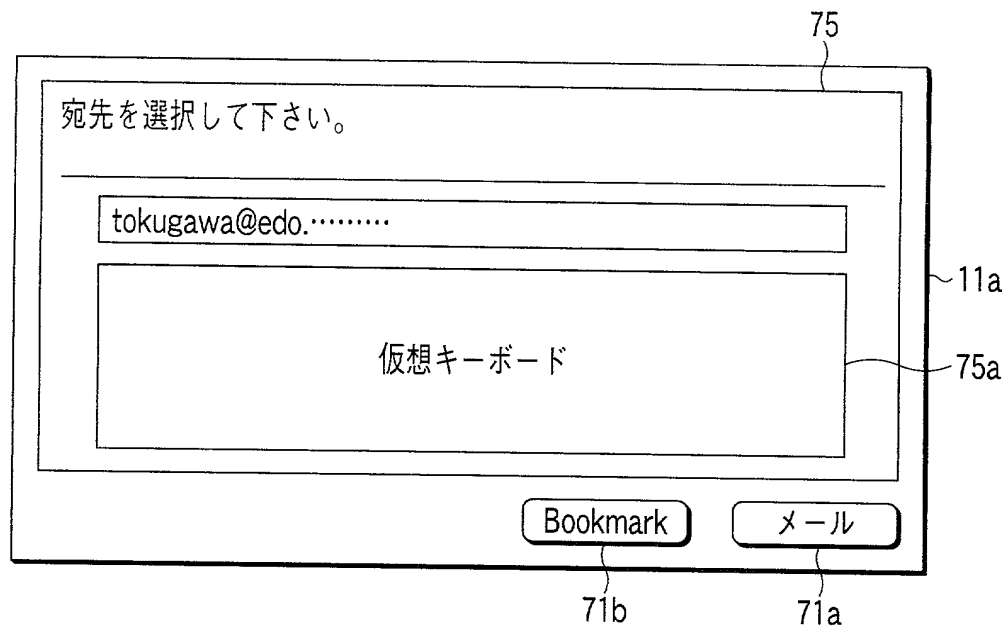 75
宛先を選択して下さい。
tokugawa@edo.………
11a
仮想キーボード
75a
Bookmark
メール
71b
71a